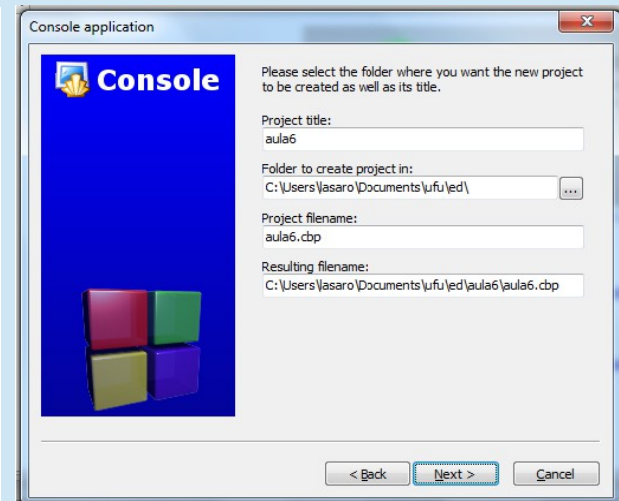 Console application
Console
Please select the folder where you want the new project
to be created as well as its title.
Project title:
aula6
Folder to create project in:
C:\Users\lasaro\Documents\ufu\ed\
...
Project filename:
aula6.cbp
Resulting filename:
C:\Users\lasaro\Documents\ufu\ed\aula6\aula6.cbp
< Back
Next >
Cancel